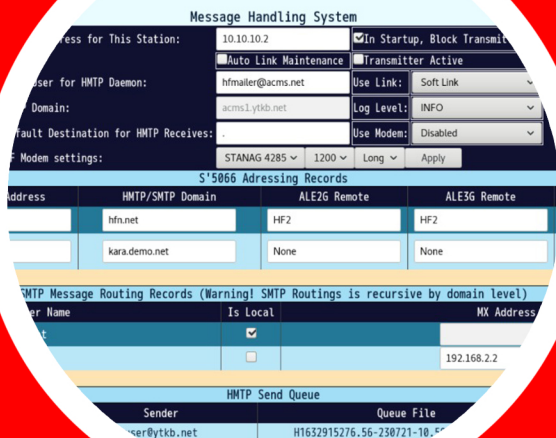 Message Handling System
ress for This Station: 10.10.10.2 In Startup, Block Transmit
Auto Link Maintenance Transmitter Active
User for HMTP Daemon: hfmailer@acms.net Use Link: Soft Link
Domain: acms1.ytkb.net Log Level: INFO
fault Destination for HMTP Receives: . Use Modem: Disabled
F Modem settings: STANAG 4285 1200 Long Apply
S'5066 Adressing Records
Address HMTP/SMTP Domain ALE2G Remote ALE3G Remote
hfn.net HF2 HF2
kara.demo.net None None
SMTP Message Routing Records (Warning! SMTP Routings is recursive by domain level)
er Name Is Local MX Address
192.168.2.2
HMTP Send Queue
Sender Queue File
user@ytkb.net H1632915276.56-230721-10.